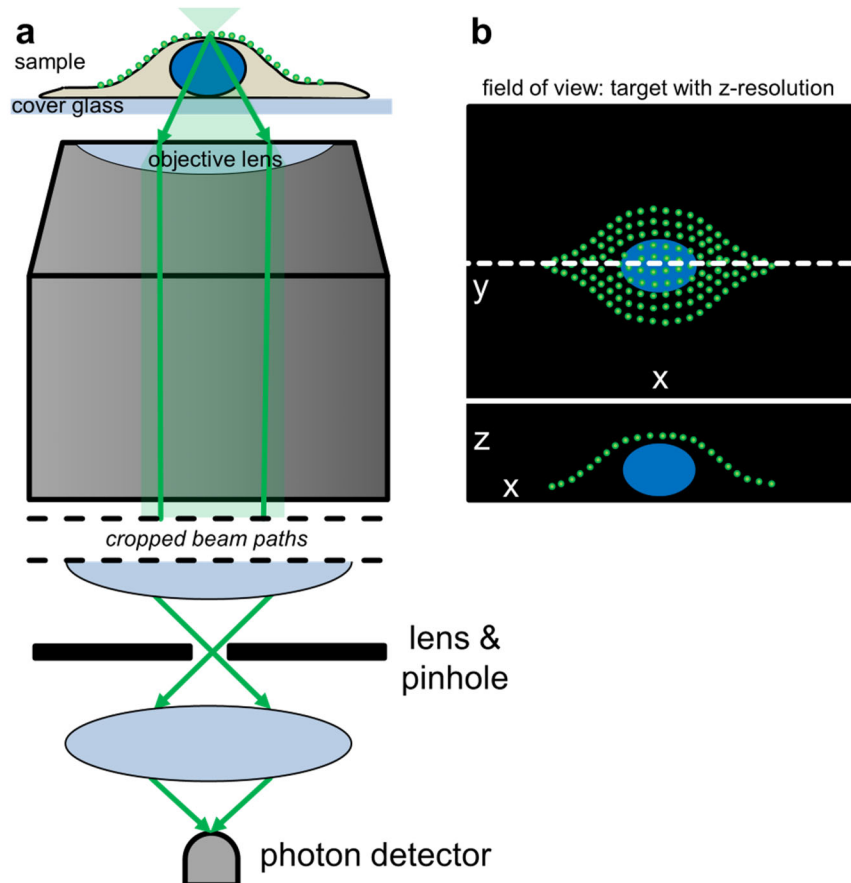 a
sample
cover glass
objective lens
cropped beam paths
lens &
pinhole
photon detector
b
field of view: target with z-resolution
y
x
z
x